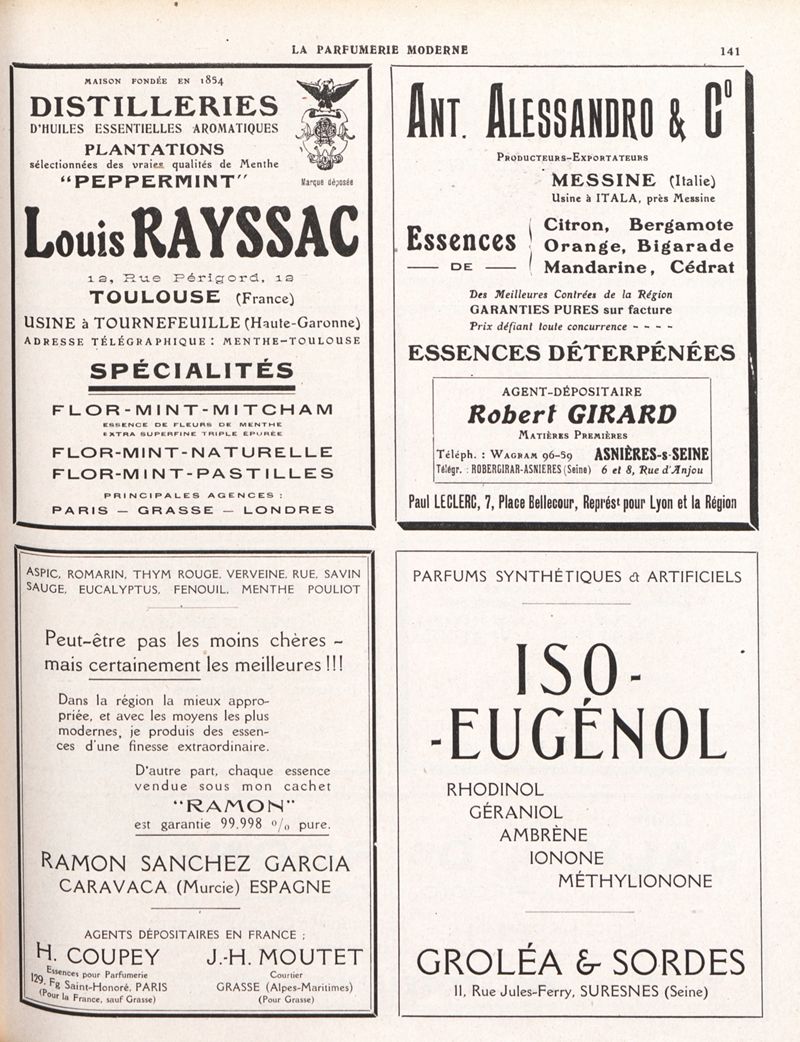 LA PARFUMERIE MODERNE
141
MAISON FONDÉE EN 1854
DISTILLERIES
D'HUILES ESSENTIELLES AROMATIQUES
PLANTATIONS
sélectionnées des vraies qualités de Menthe
"PEPPERMINT"
Marque déposée
Louis RAYSSAC
12, Rue Périgord, 12
TOULOUSE (France)
USINE à TOURNEFEUILLE (Haute-Garonne)
ADRESSE TÉLÉGRAPHIQUE : MENTHE-TOULOUSE
SPÉCIALITÉS
FLOR-MINT-MITCHAM
ESSENCE DE FLEURS DE MENTHE
EXTRA SUPERFINE TRIPLE ÉPURÉE
FLOR-MINT-NATURELLE
FLOR-MINT-PASTILLES
PRINCIPALES AGENCES :
PARIS — GRASSE — LONDRES
ANT. ALESSANDRO & Cº
PRODUCTEURS-EXPORTATEURS
MESSINE (Italie)
Usine à ITALA, près Messine
Essences
— DE —
Citron, Bergamote
Orange, Bigarade
Mandarine, Cédrat
Des Meilleures Contrées de la Région
GARANTIES PURES sur facture
Prix défiant toute concurrence - - - -
ESSENCES DÉTERPÉNÉES
AGENT-DÉPOSITAIRE
Robert GIRARD
MATIÈRES PREMIÈRES
Téléph. : WAGRAM 96-59 ASNIÈRES-s-SEINE
Télégr. : ROBERGIRAR-ASNIERES (Seine) 6 et 8, Rue d'Anjou
Paul LECLERC, 7, Place Bellecour, Représt pour Lyon et la Région
ASPIC, ROMARIN, THYM ROUGE, VERVEINE, RUE, SAVIN
SAUGE, EUCALYPTUS, FENOUIL, MENTHE POULIOT
Peut-être pas les moins chères -
mais certainement les meilleures !!!
Dans la région la mieux appro-
priée, et avec les moyens les plus
modernes, je produis des essen-
ces d'une finesse extraordinaire.
D'autre part, chaque essence
vendue sous mon cachet
"RAMON"
est garantie 99,998 % pure.
RAMON SANCHEZ GARCIA
CARAVACA (Murcie) ESPAGNE
AGENTS DÉPOSITAIRES EN FRANCE :
H. COUPEY
Essences pour Parfumerie
129, Fg Saint-Honoré, PARIS
(Pour la France, sauf Grasse)
J.-H. MOUTET
Courtier
GRASSE (Alpes-Maritimes)
(Pour Grasse)
PARFUMS SYNTHÉTIQUES & ARTIFICIELS
ISO-
-EUGÉNOL
RHODINOL
GÉRANIOL
AMBRÈNE
IONONE
MÉTHYLIONONE
GROLÉA & SORDES
11, Rue Jules-Ferry, SURESNES (Seine)